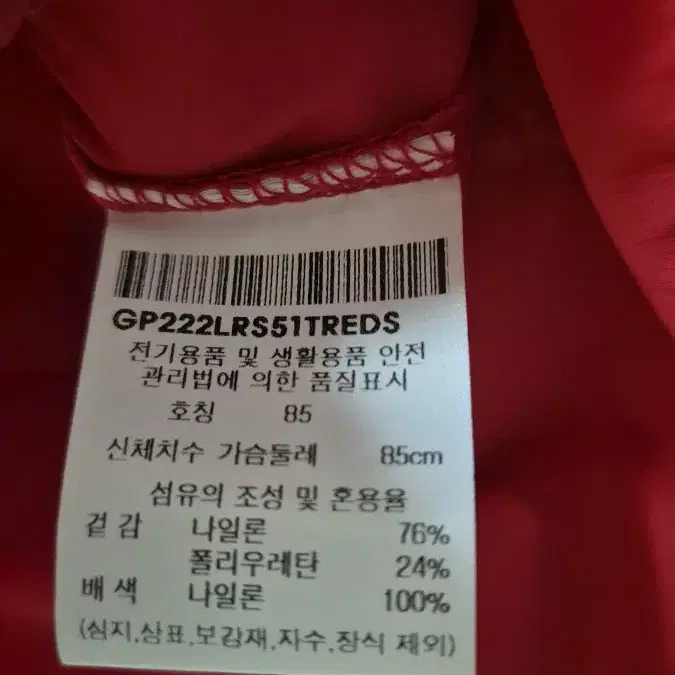 GP222LRS51TREDS
전기용품 및 생활용품 안전
관리법에 의한 품질표시
호칭 85
신체치수 가슴둘레 85cm
섬유의 조성 및 혼용율
겉감 나일론 76%
폴리우레탄 24%
배색 나일론 100%
(심지,상표,보강재,자수,장식 제외)